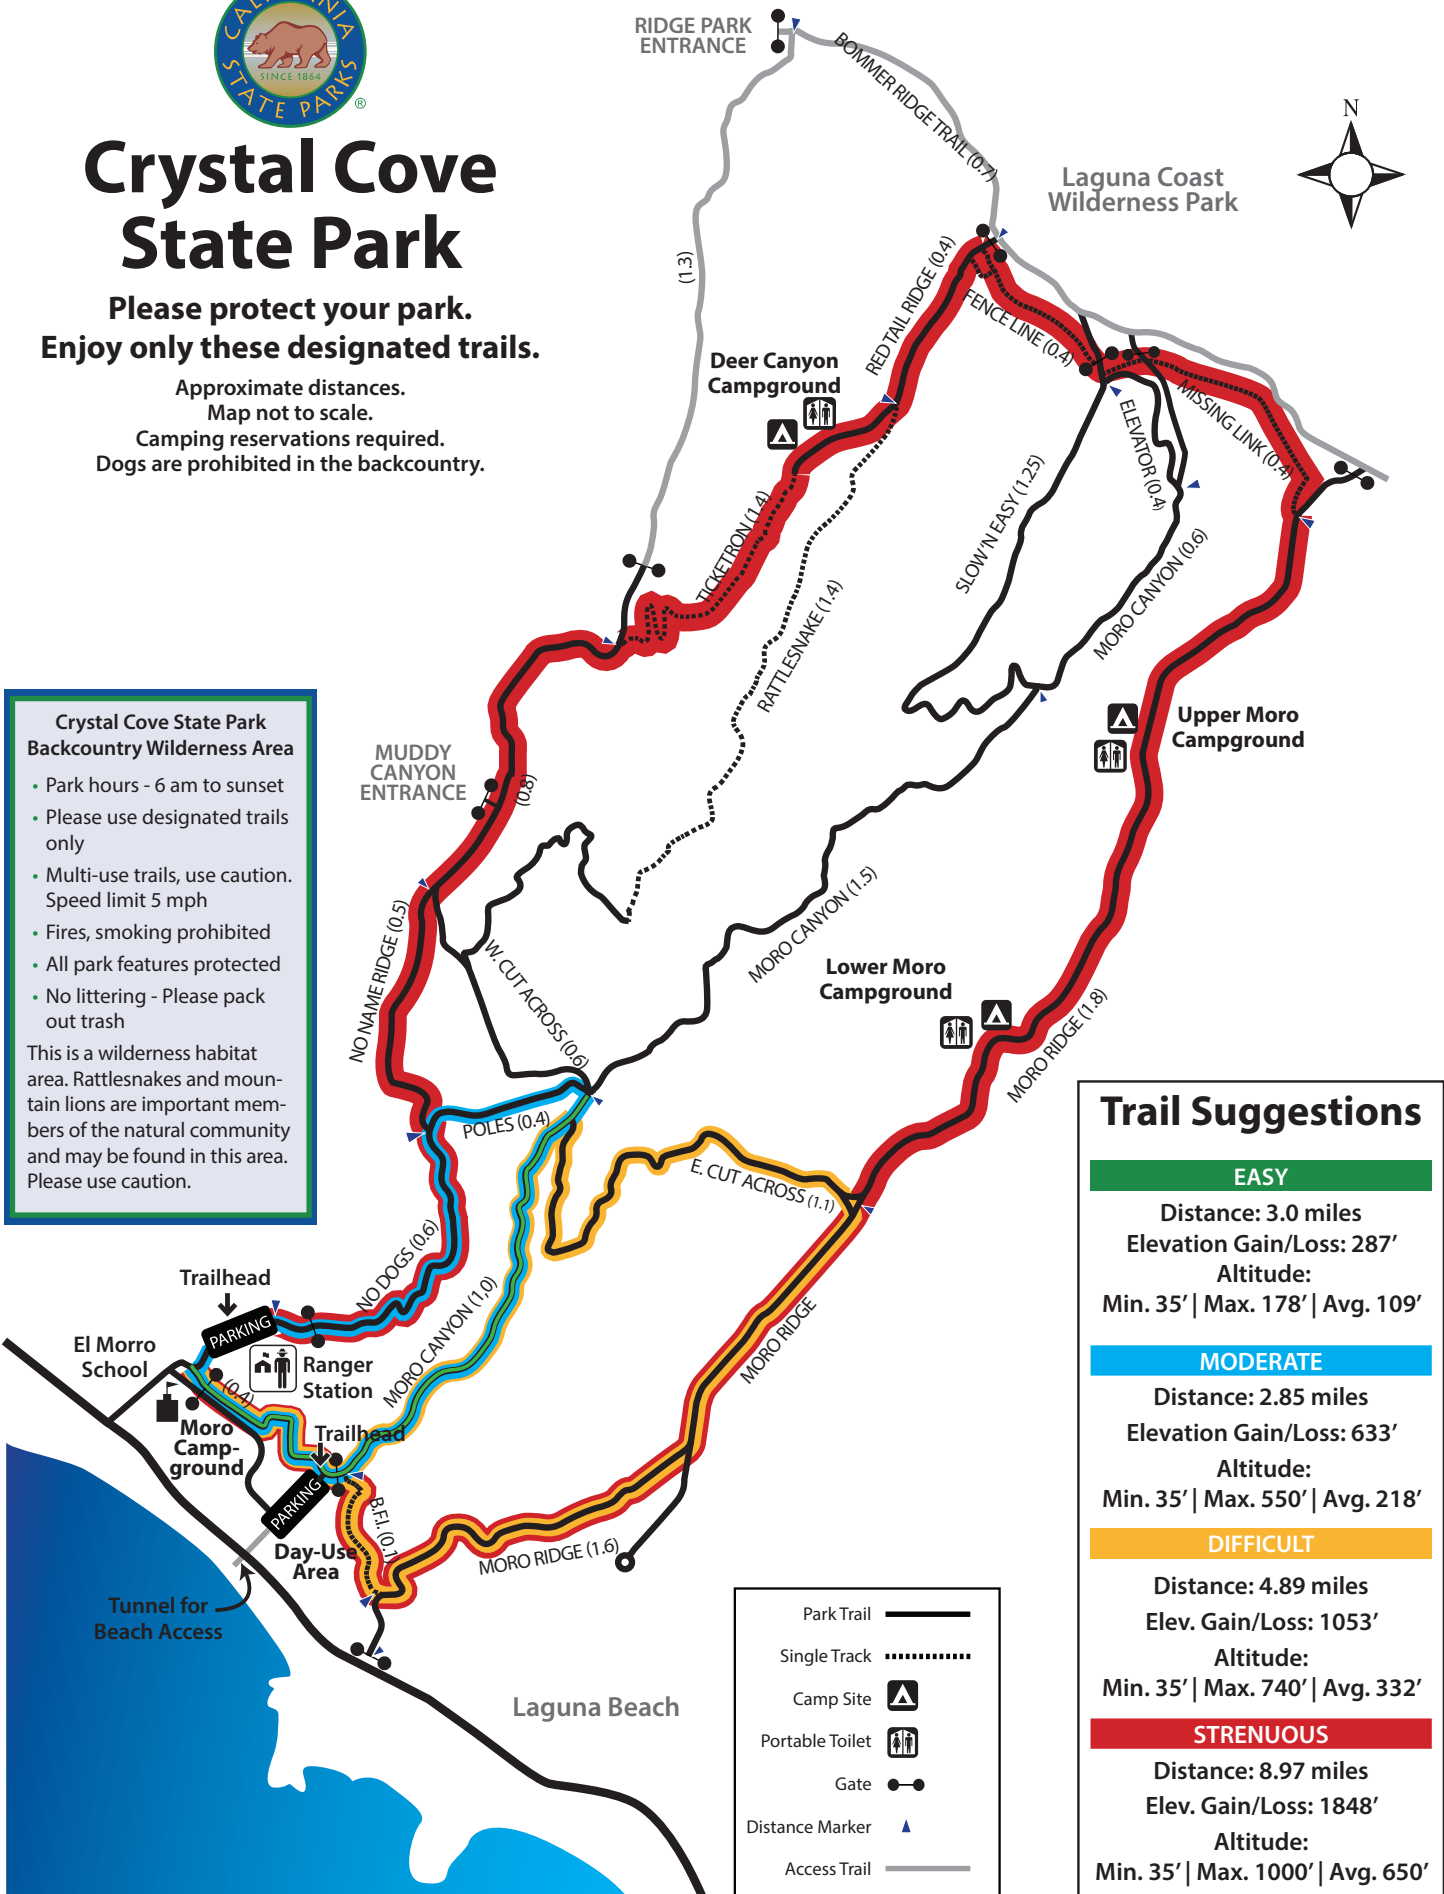 CALIFORNIA
SINCE 1864
STATE PARKS
®
Crystal Cove
State Park
Please protect your park.
Enjoy only these designated trails.
Approximate distances.
Map not to scale.
Camping reservations required.
Dogs are prohibited in the backcountry.
RIDGE PARK
ENTRANCE
BOMMER RIDGE TRAIL (0.7)
N
Laguna Coast
Wilderness Park
(1.3)
RED TAIL RIDGE (0.4)
FENCE LINE (0.4)
Deer Canyon
Campground
ELEVATOR (0.4)
MISSING LINK (0.4)
TICKETRON (1.4)
SLOW'N EASY (1.25)
RATTLESNAKE (1.4)
MORO CANYON (0.6)
Upper Moro
Campground
Crystal Cove State Park
Backcountry Wilderness Area
• Park hours - 6 am to sunset
• Please use designated trails
only
• Multi-use trails, use caution.
Speed limit 5 mph
• Fires, smoking prohibited
• All park features protected
• No littering - Please pack
out trash
This is a wilderness habitat
area. Rattlesnakes and moun-
tain lions are important mem-
bers of the natural community
and may be found in this area.
Please use caution.
MUDDY
CANYON
ENTRANCE
(0.8)
NO NAME RIDGE (0.5)
W. CUT ACROSS (0.6)
MORO CANYON (1.5)
Lower Moro
Campground
MORO RIDGE (1.8)
POLES (0.4)
E. CUT ACROSS (1.1)
NO DOGS (0.6)
MORO CANYON (1,0)
MORO RIDGE
Trailhead
PARKING
El Morro
School
Ranger
Station
(0.4)
Moro
Camp-
ground
Trailhead
PARKING
B.F.I. (0.1)
Day-Use
Area
MORO RIDGE (1.6)
Tunnel for
Beach Access
Laguna Beach
Park Trail
Single Track
Camp Site
Portable Toilet
Gate
Distance Marker
Access Trail
Trail Suggestions
EASY
Distance: 3.0 miles
Elevation Gain/Loss: 287′
Altitude:
Min. 35′ | Max. 178′ | Avg. 109′
MODERATE
Distance: 2.85 miles
Elevation Gain/Loss: 633′
Altitude:
Min. 35′ | Max. 550′ | Avg. 218′
DIFFICULT
Distance: 4.89 miles
Elev. Gain/Loss: 1053′
Altitude:
Min. 35′ | Max. 740′ | Avg. 332′
STRENUOUS
Distance: 8.97 miles
Elev. Gain/Loss: 1848′
Altitude:
Min. 35′ | Max. 1000′ | Avg. 650′